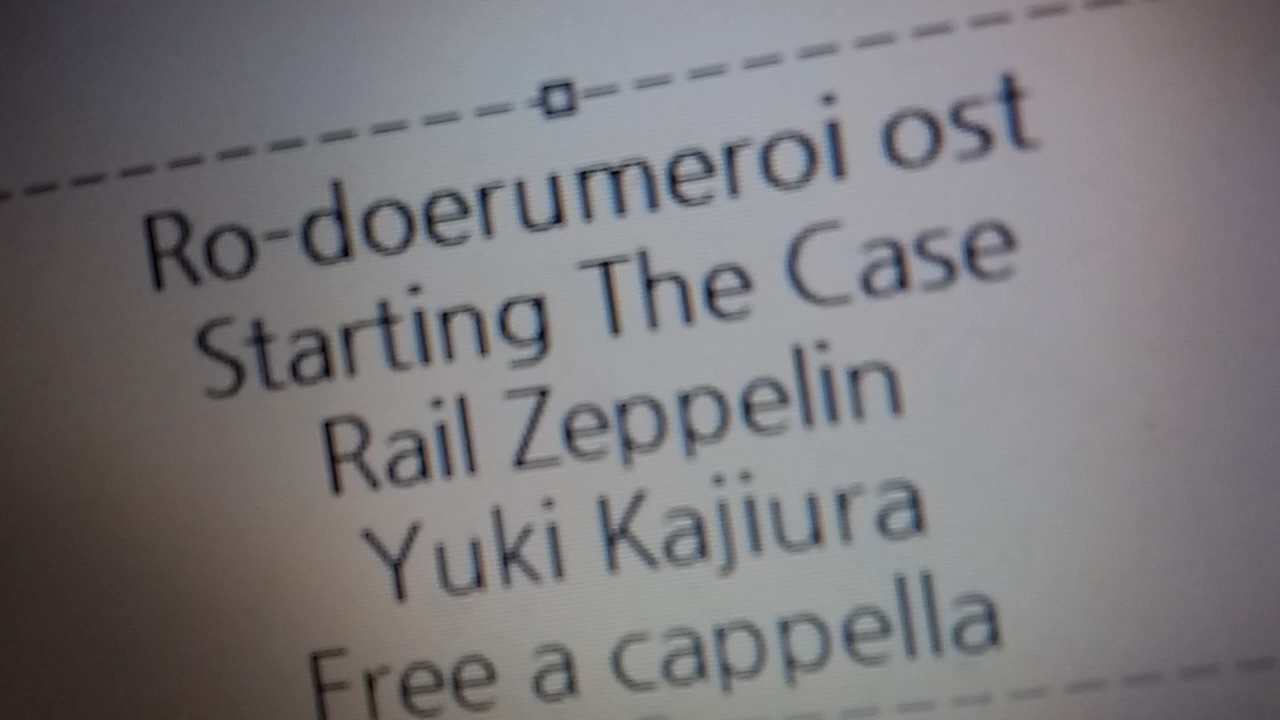 Ro-doerumeroi ost
Starting The Case
Rail Zeppelin
Yuki Kajiura
Free a cappella